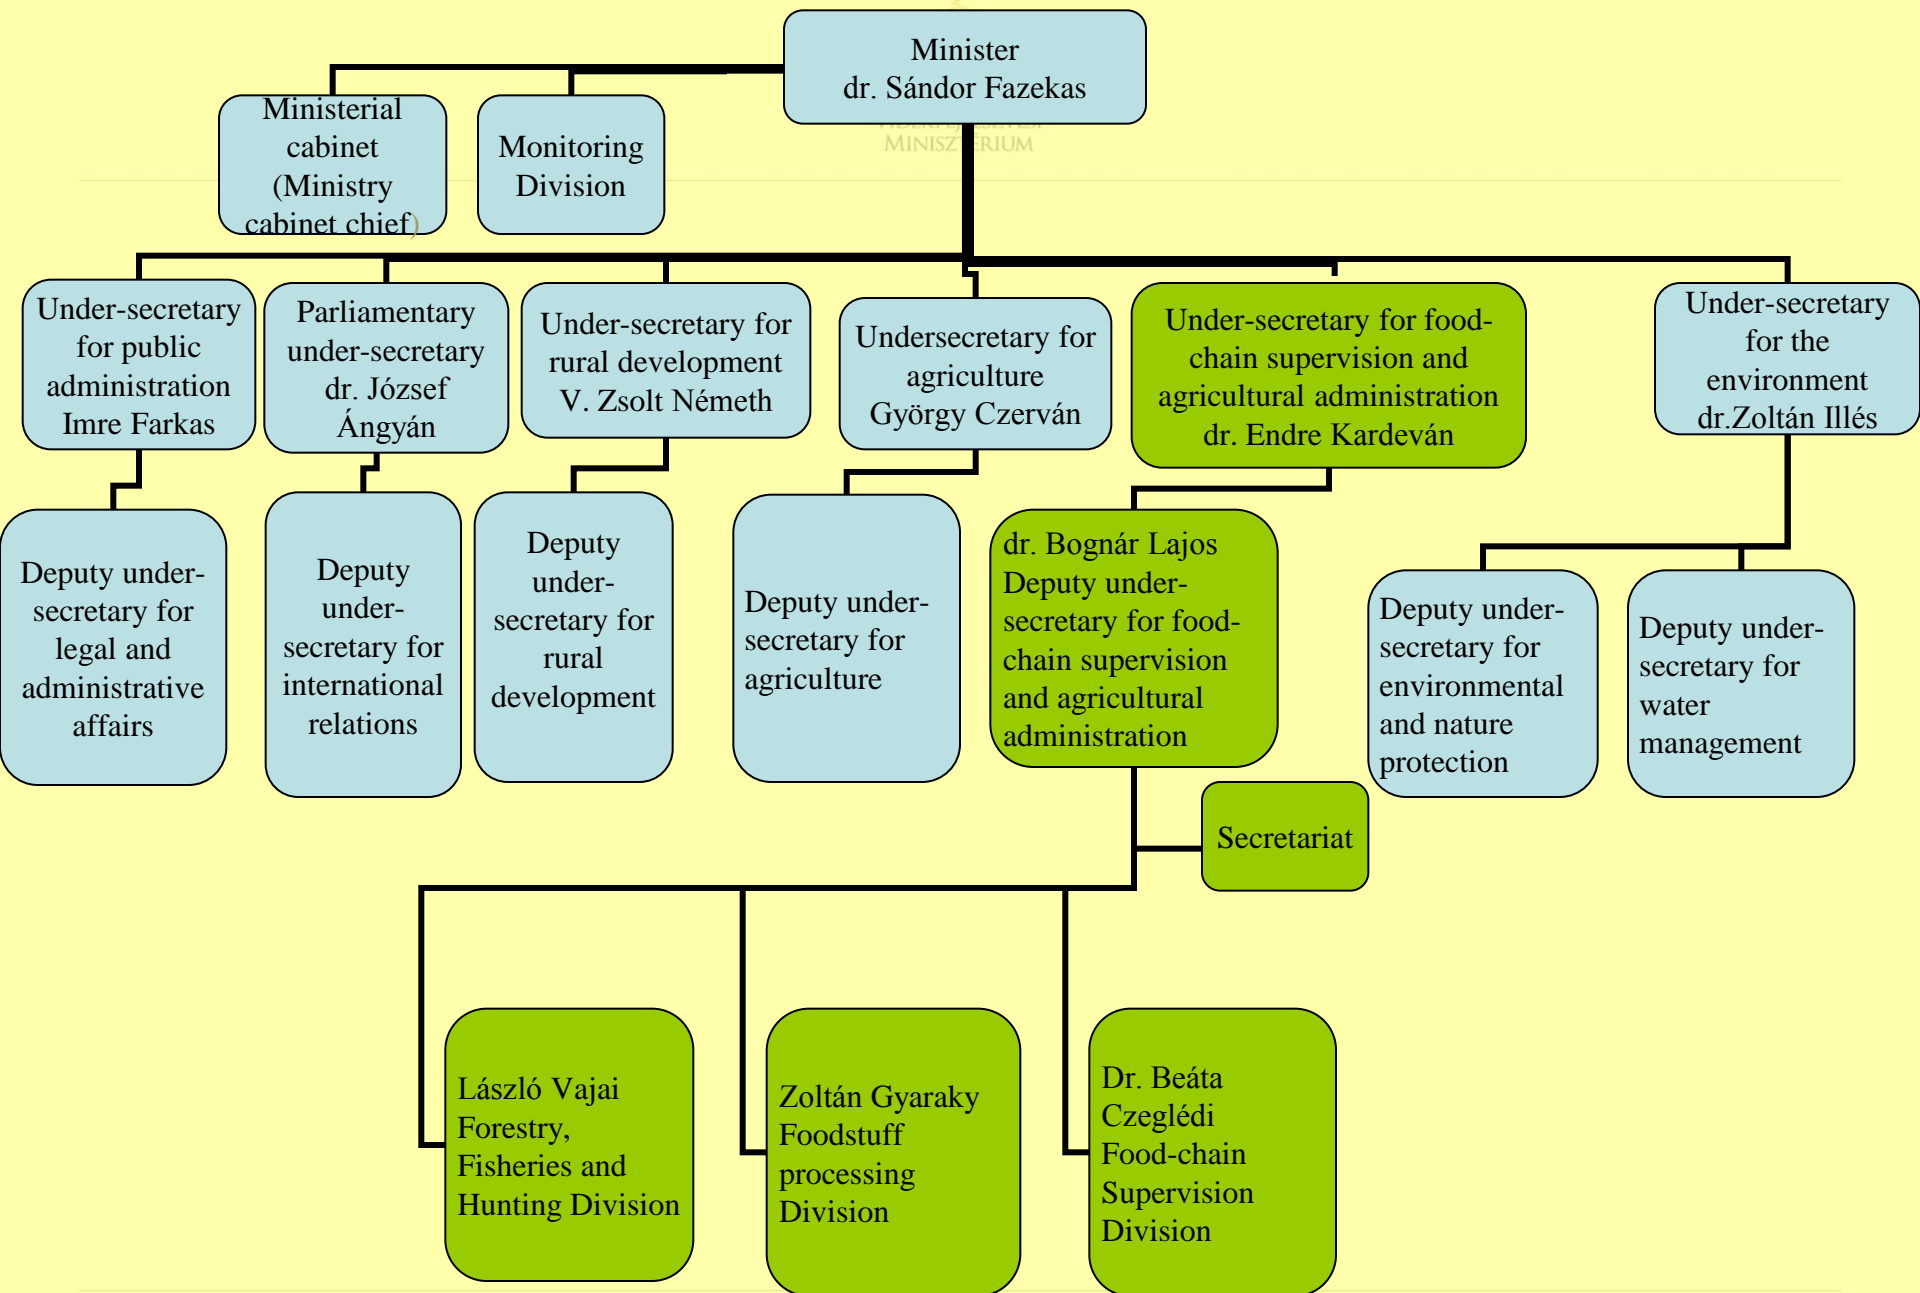 Minister
dr. Sándor Fazekas
MINISZTÉRIUM
Ministerial
cabinet
(Ministry
cabinet chief)
Monitoring
Division
Under-secretary
for public
administration
Imre Farkas
Parliamentary
under-secretary
dr. József
Ángyán
Under-secretary for
rural development
V. Zsolt Németh
Undersecretary for
agriculture
György Czerván
Under-secretary for food-
chain supervision and
agricultural administration
dr. Endre Kardeván
Under-secretary
for the
environment
dr.Zoltán Illés
Deputy under-
secretary for
legal and
administrative
affairs
Deputy
under-
secretary for
international
relations
Deputy
under-
secretary for
rural
development
Deputy under-
secretary for
agriculture
dr. Bognár Lajos
Deputy under-
secretary for food-
chain supervision
and agricultural
administration
Deputy under-
secretary for
environmental
and nature
protection
Deputy under-
secretary for
water
management
Secretariat
László Vajai
Forestry,
Fisheries and
Hunting Division
Zoltán Gyaraky
Foodstuff
processing
Division
Dr. Beáta
Czeglédi
Food-chain
Supervision
Division